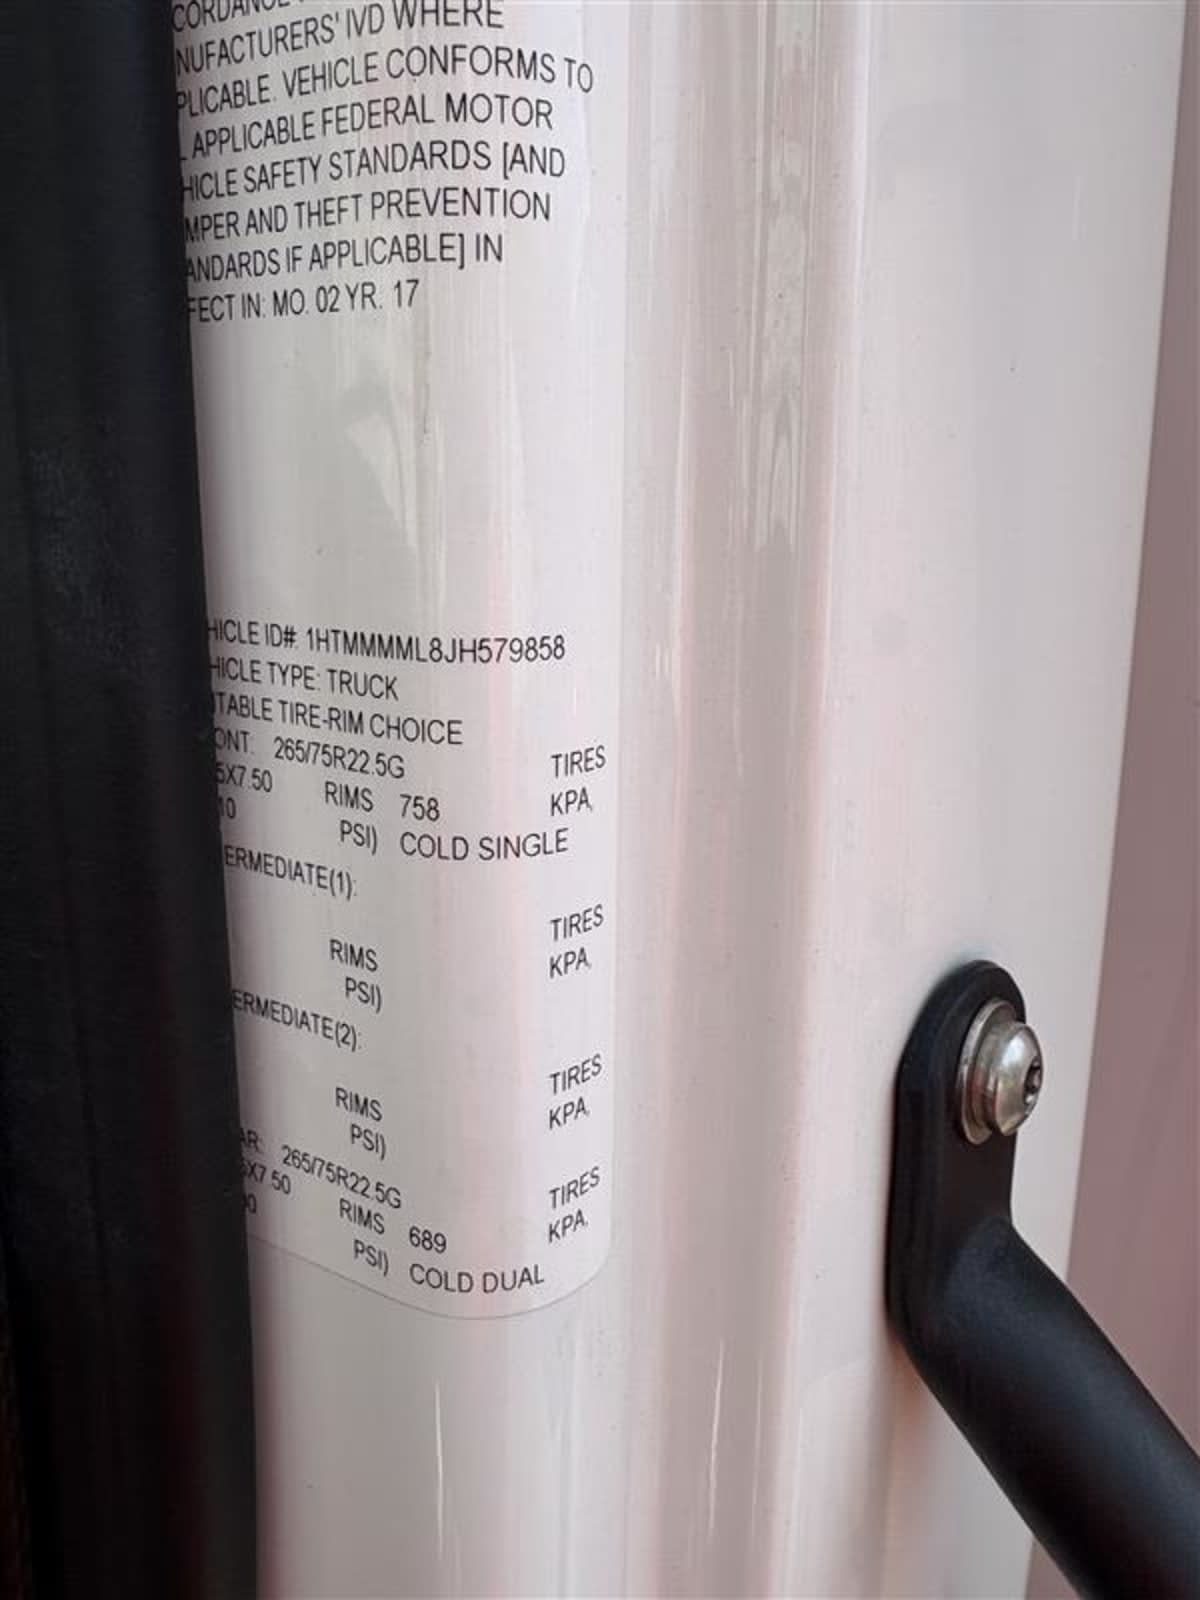 CORDANCE
NUFACTURERS' IVD WHERE
PLICABLE. VEHICLE CONFORMS TO
L APPLICABLE FEDERAL MOTOR
HICLE SAFETY STANDARDS [AND
MPER AND THEFT PREVENTION
ANDARDS IF APPLICABLE] IN
FECT IN: MO. 02 YR. 17
HICLE ID#: 1HTMMMML8JH579858
HICLE TYPE: TRUCK
ITABLE TIRE-RIM CHOICE
ONT: 265/75R22.5G TIRES
5X7.50 RIMS 758 KPA,
10 PSI) COLD SINGLE
ERMEDIATE(1):
TIRES
RIMS KPA,
PSI)
ERMEDIATE(2):
TIRES
RIMS KPA,
PSI)
AR: 265/75R22.5G TIRES
5X7.50 RIMS 689 KPA,
00 PSI) COLD DUAL